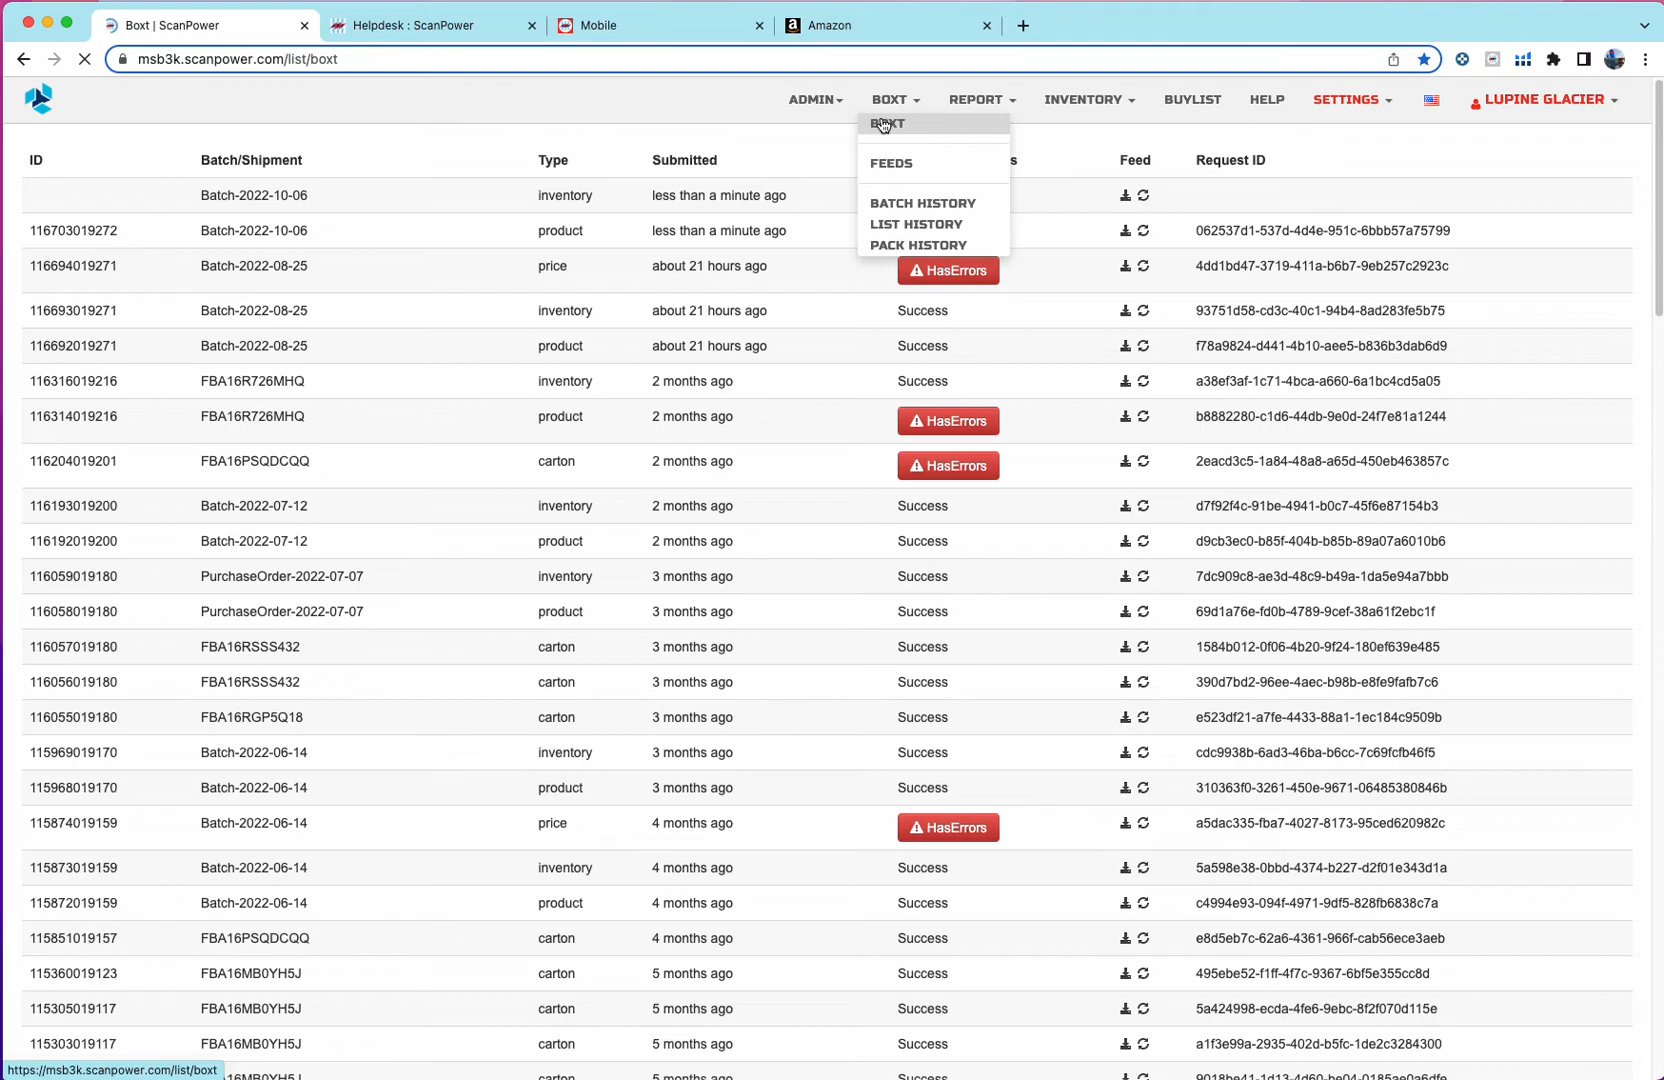 Boxt | ScanPower
Helpdesk : ScanPower
Mobile
Amazon
msb3k.scanpower.com/list/boxt
ADMIN BOXT REPORT INVENTORY BUYLIST HELP SETTINGS LUPINE GLACIER
BOXT
FEEDS
BATCH HISTORY
LIST HISTORY
PACK HISTORY
ID Batch/Shipment Type Submitted Feed Request ID
Batch-2022-10-06 inventory less than a minute ago
116703019272 Batch-2022-10-06 product less than a minute ago 062537d1-537d-4d4e-951c-6bbb57a75799
116694019271 Batch-2022-08-25 price about 21 hours ago HasErrors 4dd1bd47-3719-411a-b6b7-9eb257c2923c
116693019271 Batch-2022-08-25 inventory about 21 hours ago Success 93751d58-cd3c-40c1-94b4-8ad283fe5b75
116692019271 Batch-2022-08-25 product about 21 hours ago Success f78a9824-d441-4b10-aee5-b836b3dab6d9
116316019216 FBA16R726MHQ inventory 2 months ago Success a38ef3af-1c71-4bca-a660-6a1bc4cd5a05
116314019216 FBA16R726MHQ product 2 months ago HasErrors b8882280-c1d6-44db-9e0d-24f7e81a1244
116204019201 FBA16PSQDCQQ carton 2 months ago HasErrors 2eacd3c5-1a84-48a8-a65d-450eb463857c
116193019200 Batch-2022-07-12 inventory 2 months ago Success d7f92f4c-91be-4941-b0c7-45f6e87154b3
116192019200 Batch-2022-07-12 product 2 months ago Success d9cb3ec0-b85f-404b-b85b-89a07a6010b6
116059019180 PurchaseOrder-2022-07-07 inventory 3 months ago Success 7dc909c8-ae3d-48c9-b49a-1da5e94a7bbb
116058019180 PurchaseOrder-2022-07-07 product 3 months ago Success 69d1a76e-fd0b-4789-9cef-38a61f2ebc1f
116057019180 FBA16RSSS432 carton 3 months ago Success 1584b012-0f06-4b20-9f24-180ef639e485
116056019180 FBA16RSSS432 carton 3 months ago Success 390d7bd2-96ee-4aec-b98b-e8fe9fafb7c6
116055019180 FBA16RGP5Q18 carton 3 months ago Success e523df21-a7fe-4433-88a1-1ec184c9509b
115969019170 Batch-2022-06-14 inventory 3 months ago Success cdc9938b-6ad3-46ba-b6cc-7c69fcfb46f5
115968019170 Batch-2022-06-14 product 3 months ago Success 310363f0-3261-450e-9671-06485380846b
115874019159 Batch-2022-06-14 price 4 months ago HasErrors a5dac335-fba7-4027-8173-95ced620982c
115873019159 Batch-2022-06-14 inventory 4 months ago Success 5a598e38-0bbd-4374-b227-d2f01e343d1a
115872019159 Batch-2022-06-14 product 4 months ago Success c4994e93-094f-4971-9df5-828fb6838c7a
115851019157 FBA16PSQDCQQ carton 4 months ago Success e8d5eb7c-62a6-4361-966f-cab56ece3aeb
115360019123 FBA16MB0YH5J carton 5 months ago Success 495ebe52-f1ff-4f7c-9367-6bf5e355cc8d
115305019117 FBA16MB0YH5J carton 5 months ago Success 5a424998-ecda-4fe6-9ebc-8f2f070d115e
115303019117 FBA16MB0YH5J carton 5 months ago Success a1f3e99a-2935-402d-b5fc-1de2c3284300
https://msb3k.scanpower.com/list/boxt